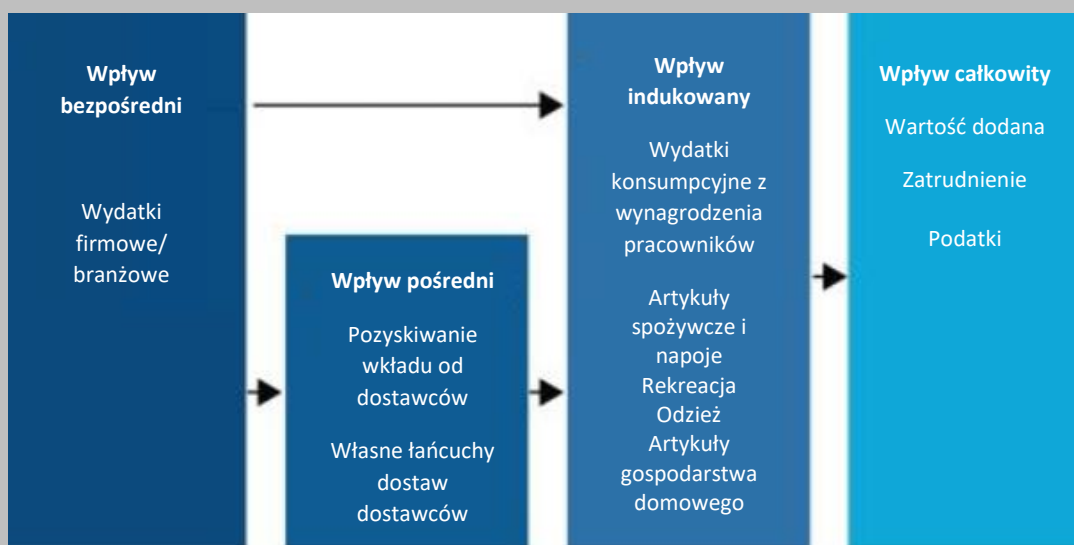 Wpływ
bezpośredni
Wydatki
firmowe/
branżowe
Wpływ pośredni
Pozyskiwanie
wkładu od
dostawców
Własne łańcuchy
dostaw
dostawców
Wpływ
indukowany
Wydatki
konsumpcyjne z
wynagrodzenia
pracowników
Artykuły
spożywcze i
napoje
Rekreacja
Odzież
Artykuły
gospodarstwa
domowego
Wpływ całkowity
Wartość dodana
Zatrudnienie
Podatki